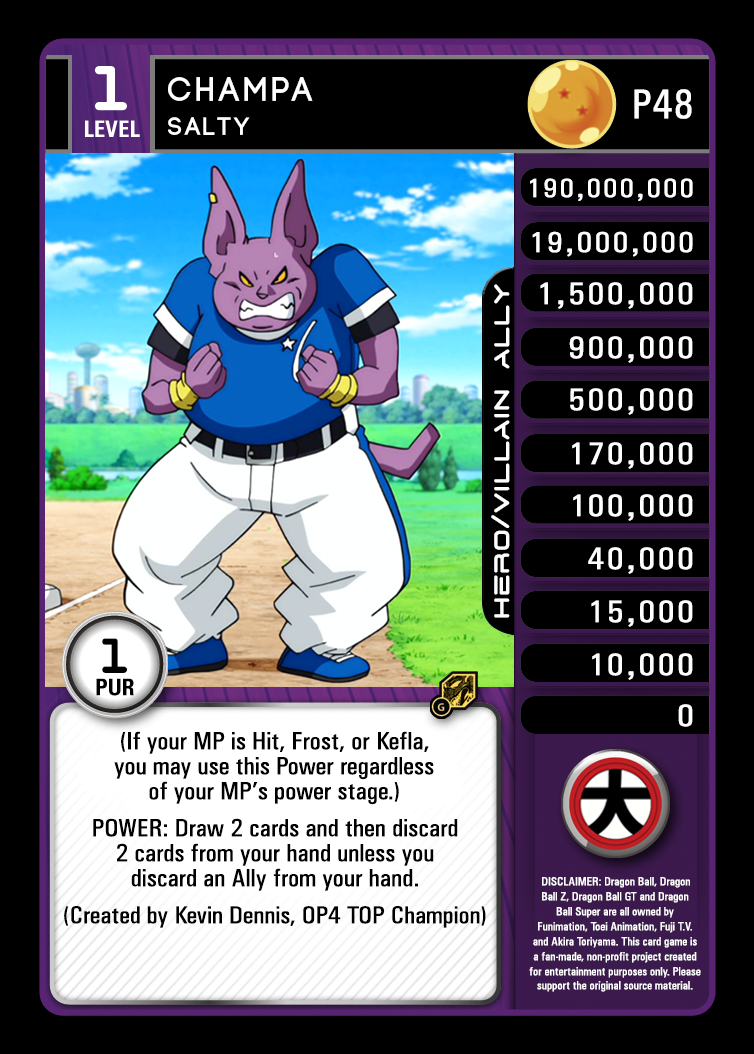 1
LEVEL
CHAMPA
SALTY
P48
190,000,000
19,000,000
1,500,000
900,000
500,000
170,000
100,000
40,000
15,000
10,000
0
HERO/VILLAIN ALLY
1
PUR
G
(If your MP is Hit, Frost, or Kefla,
you may use this Power regardless
of your MP's power stage.)
POWER: Draw 2 cards and then discard
2 cards from your hand unless you
discard an Ally from your hand.
(Created by Kevin Dennis, OP4 TOP Champion)
大
DISCLAIMER: Dragon Ball, Dragon
Ball Z, Dragon Ball GT and Dragon
Ball Super are all owned by
Funimation, Toei Animation, Fuji T.V.
and Akira Toriyama. This card game is
a fan-made, non-profit project created
for entertainment purposes only. Please
support the original source material.